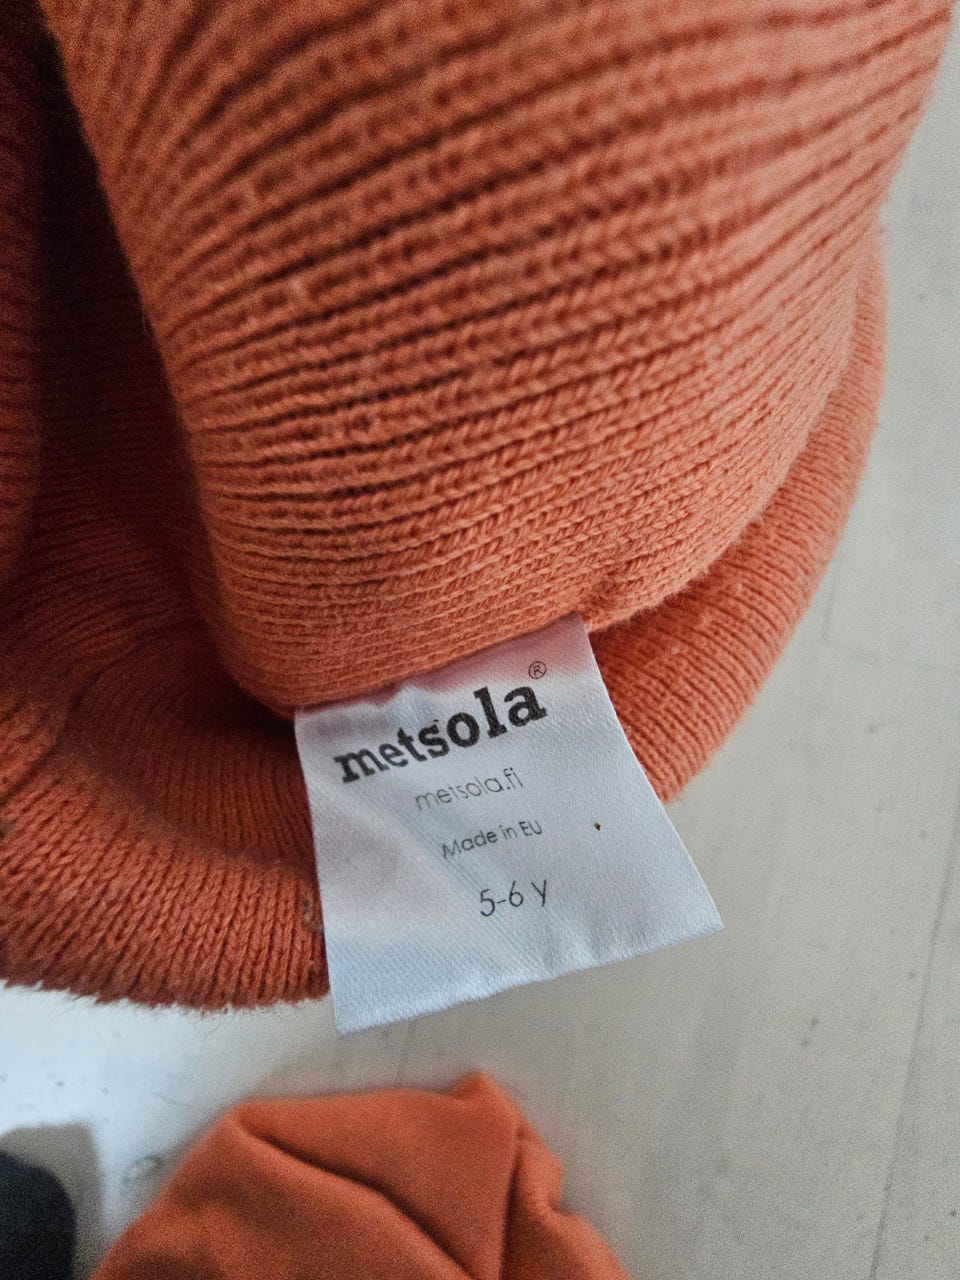 metsola®
metsola.fi
Made in EU
5-6 y